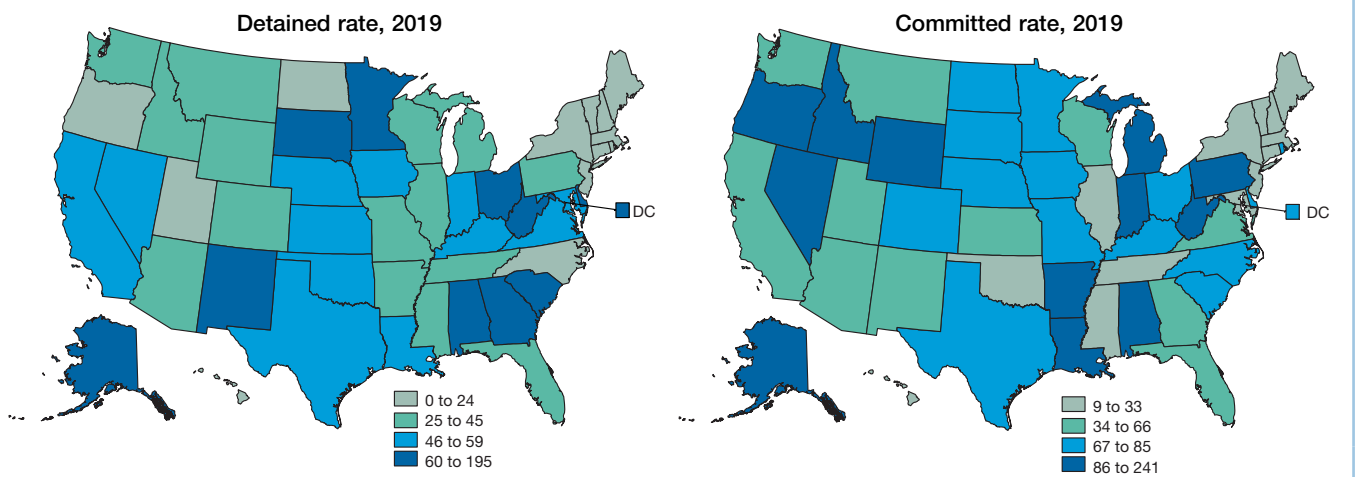 Detained rate, 2019
DC
0 to 24
25 to 45
46 to 59
60 to 195
Committed rate, 2019
DC
9 to 33
34 to 66
67 to 85
86 to 241